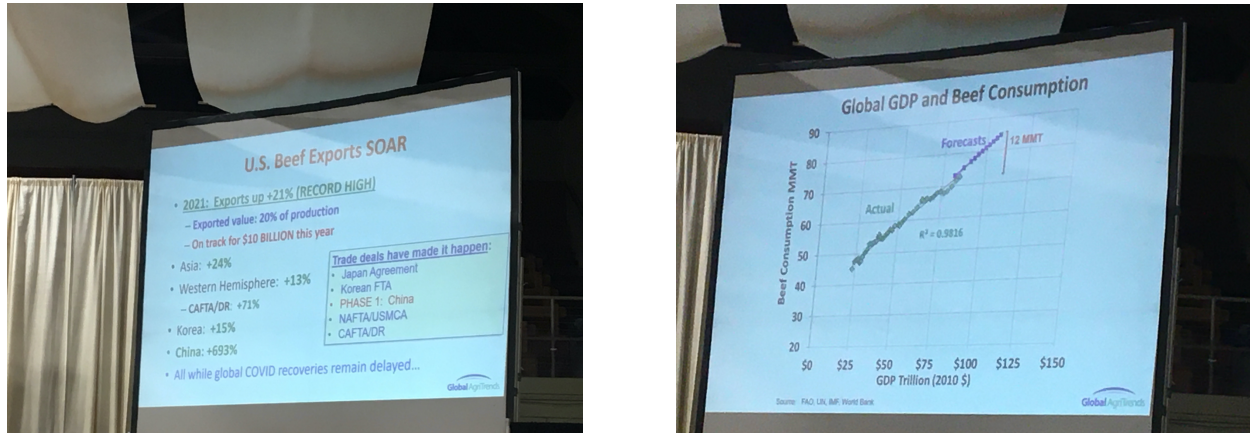 U.S. Beef Exports SOAR
• 2021: Exports up +21% (RECORD HIGH)
– Exported value: 20% of production
– On track for $10 BILLION this year
• Asia: +24%
• Western Hemisphere: +13%
– CAFTA/DR: +71%
• Korea: +15%
• China: +693%
Trade deals have made it happen:
• Japan Agreement
• Korean FTA
• PHASE 1: China
• NAFTA/USMCA
• CAFTA/DR
• All while global COVID recoveries remain delayed...
Global AgriTrends
Global GDP and Beef Consumption
Beef Consumption MMT
90
80
70
60
50
40
30
20
Forecasts
12 MMT
Actual
R² = 0.9816
$0 $25 $50 $75 $100 $125 $150
GDP Trillion (2010 $)
Source: FAO, UN, IMF, World Bank
Global AgriTrends